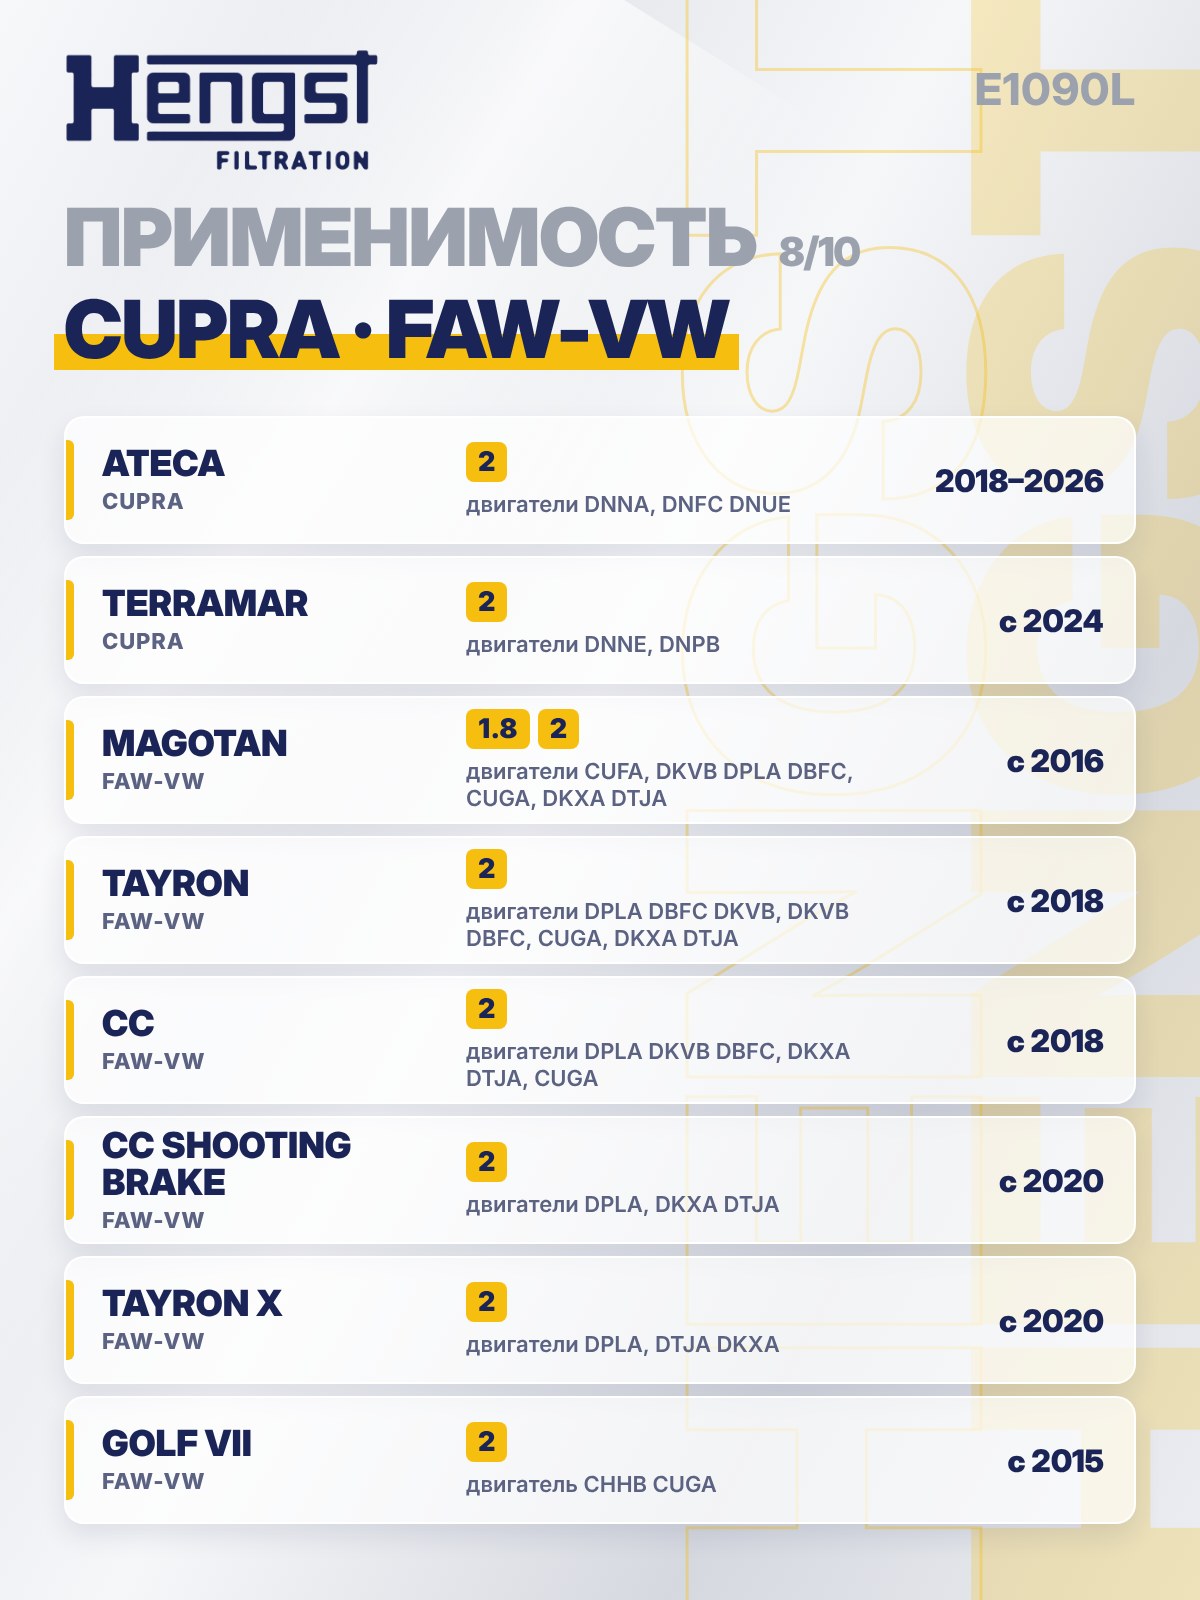 Hengst
FILTRATION
E1090L
ПРИМЕНИМОСТЬ 8/10
CUPRA · FAW-VW
ATECA
CUPRA
2
двигатели DNNA, DNFC DNUE
2018–2026
TERRAMAR
CUPRA
2
двигатели DNNE, DNPB
с 2024
MAGOTAN
FAW-VW
1.8 2
двигатели CUFA, DKVB DPLA DBFC,
CUGA, DKXA DTJA
с 2016
TAYRON
FAW-VW
2
двигатели DPLA DBFC DKVB, DKVB
DBFC, CUGA, DKXA DTJA
с 2018
CC
FAW-VW
2
двигатели DPLA DKVB DBFC, DKXA
DTJA, CUGA
с 2018
CC SHOOTING
BRAKE
FAW-VW
2
двигатели DPLA, DKXA DTJA
с 2020
TAYRON X
FAW-VW
2
двигатели DPLA, DTJA DKXA
с 2020
GOLF VII
FAW-VW
2
двигатель CHHB CUGA
с 2015
HENGST
HENGST